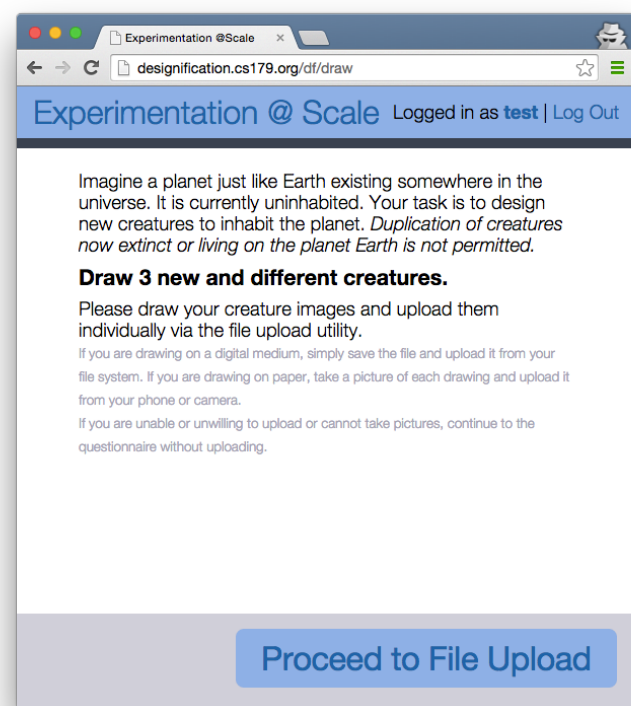 Experimentation @Scale
designification.cs179.org/df/draw
Experimentation @ Scale Logged in as test | Log Out
Imagine a planet just like Earth existing somewhere in the
universe. It is currently uninhabited. Your task is to design
new creatures to inhabit the planet. Duplication of creatures
now extinct or living on the planet Earth is not permitted.
Draw 3 new and different creatures.
Please draw your creature images and upload them
individually via the file upload utility.
If you are drawing on a digital medium, simply save the file and upload it from your
file system. If you are drawing on paper, take a picture of each drawing and upload it
from your phone or camera.
If you are unable or unwilling to upload or cannot take pictures, continue to the
questionnaire without uploading.
Proceed to File Upload